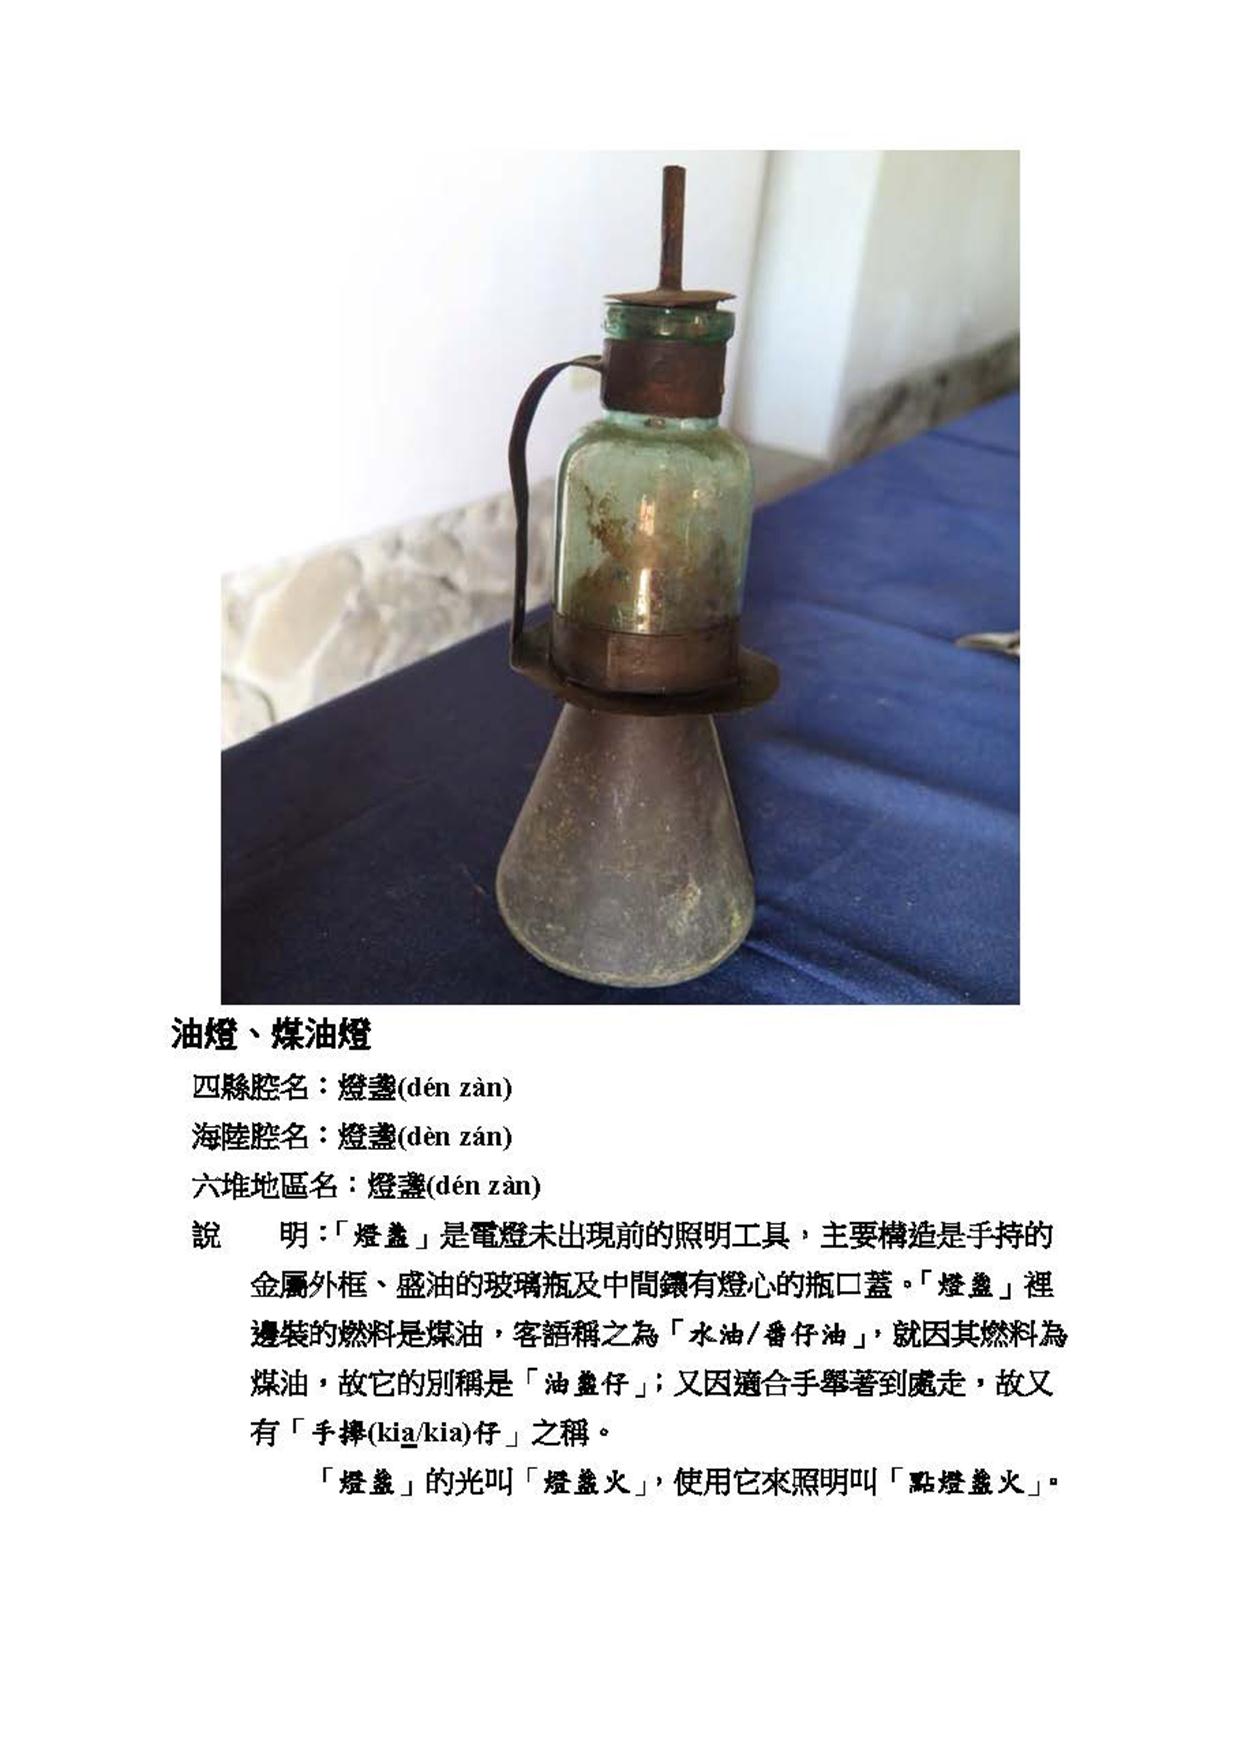 油燈、煤油燈
四縣腔名：燈盞(dén zàn)
海陸腔名：燈盞(dèn zán)
六堆地區名：燈盞(dén zàn)
說　　明：「燈盞」是電燈未出現前的照明工具，主要構造是手持的
金屬外框、盛油的玻璃瓶及中間鑲有燈心的瓶口蓋。「燈盞」裡
邊裝的燃料是煤油，客語稱之為「水油/番仔油」，就因其燃料為
煤油，故它的別稱是「油盞仔」；又因適合手舉著到處走，故又
有「手擎(kia/kia)仔」之稱。
「燈盞」的光叫「燈盞火」，使用它來照明叫「點燈盞火」。